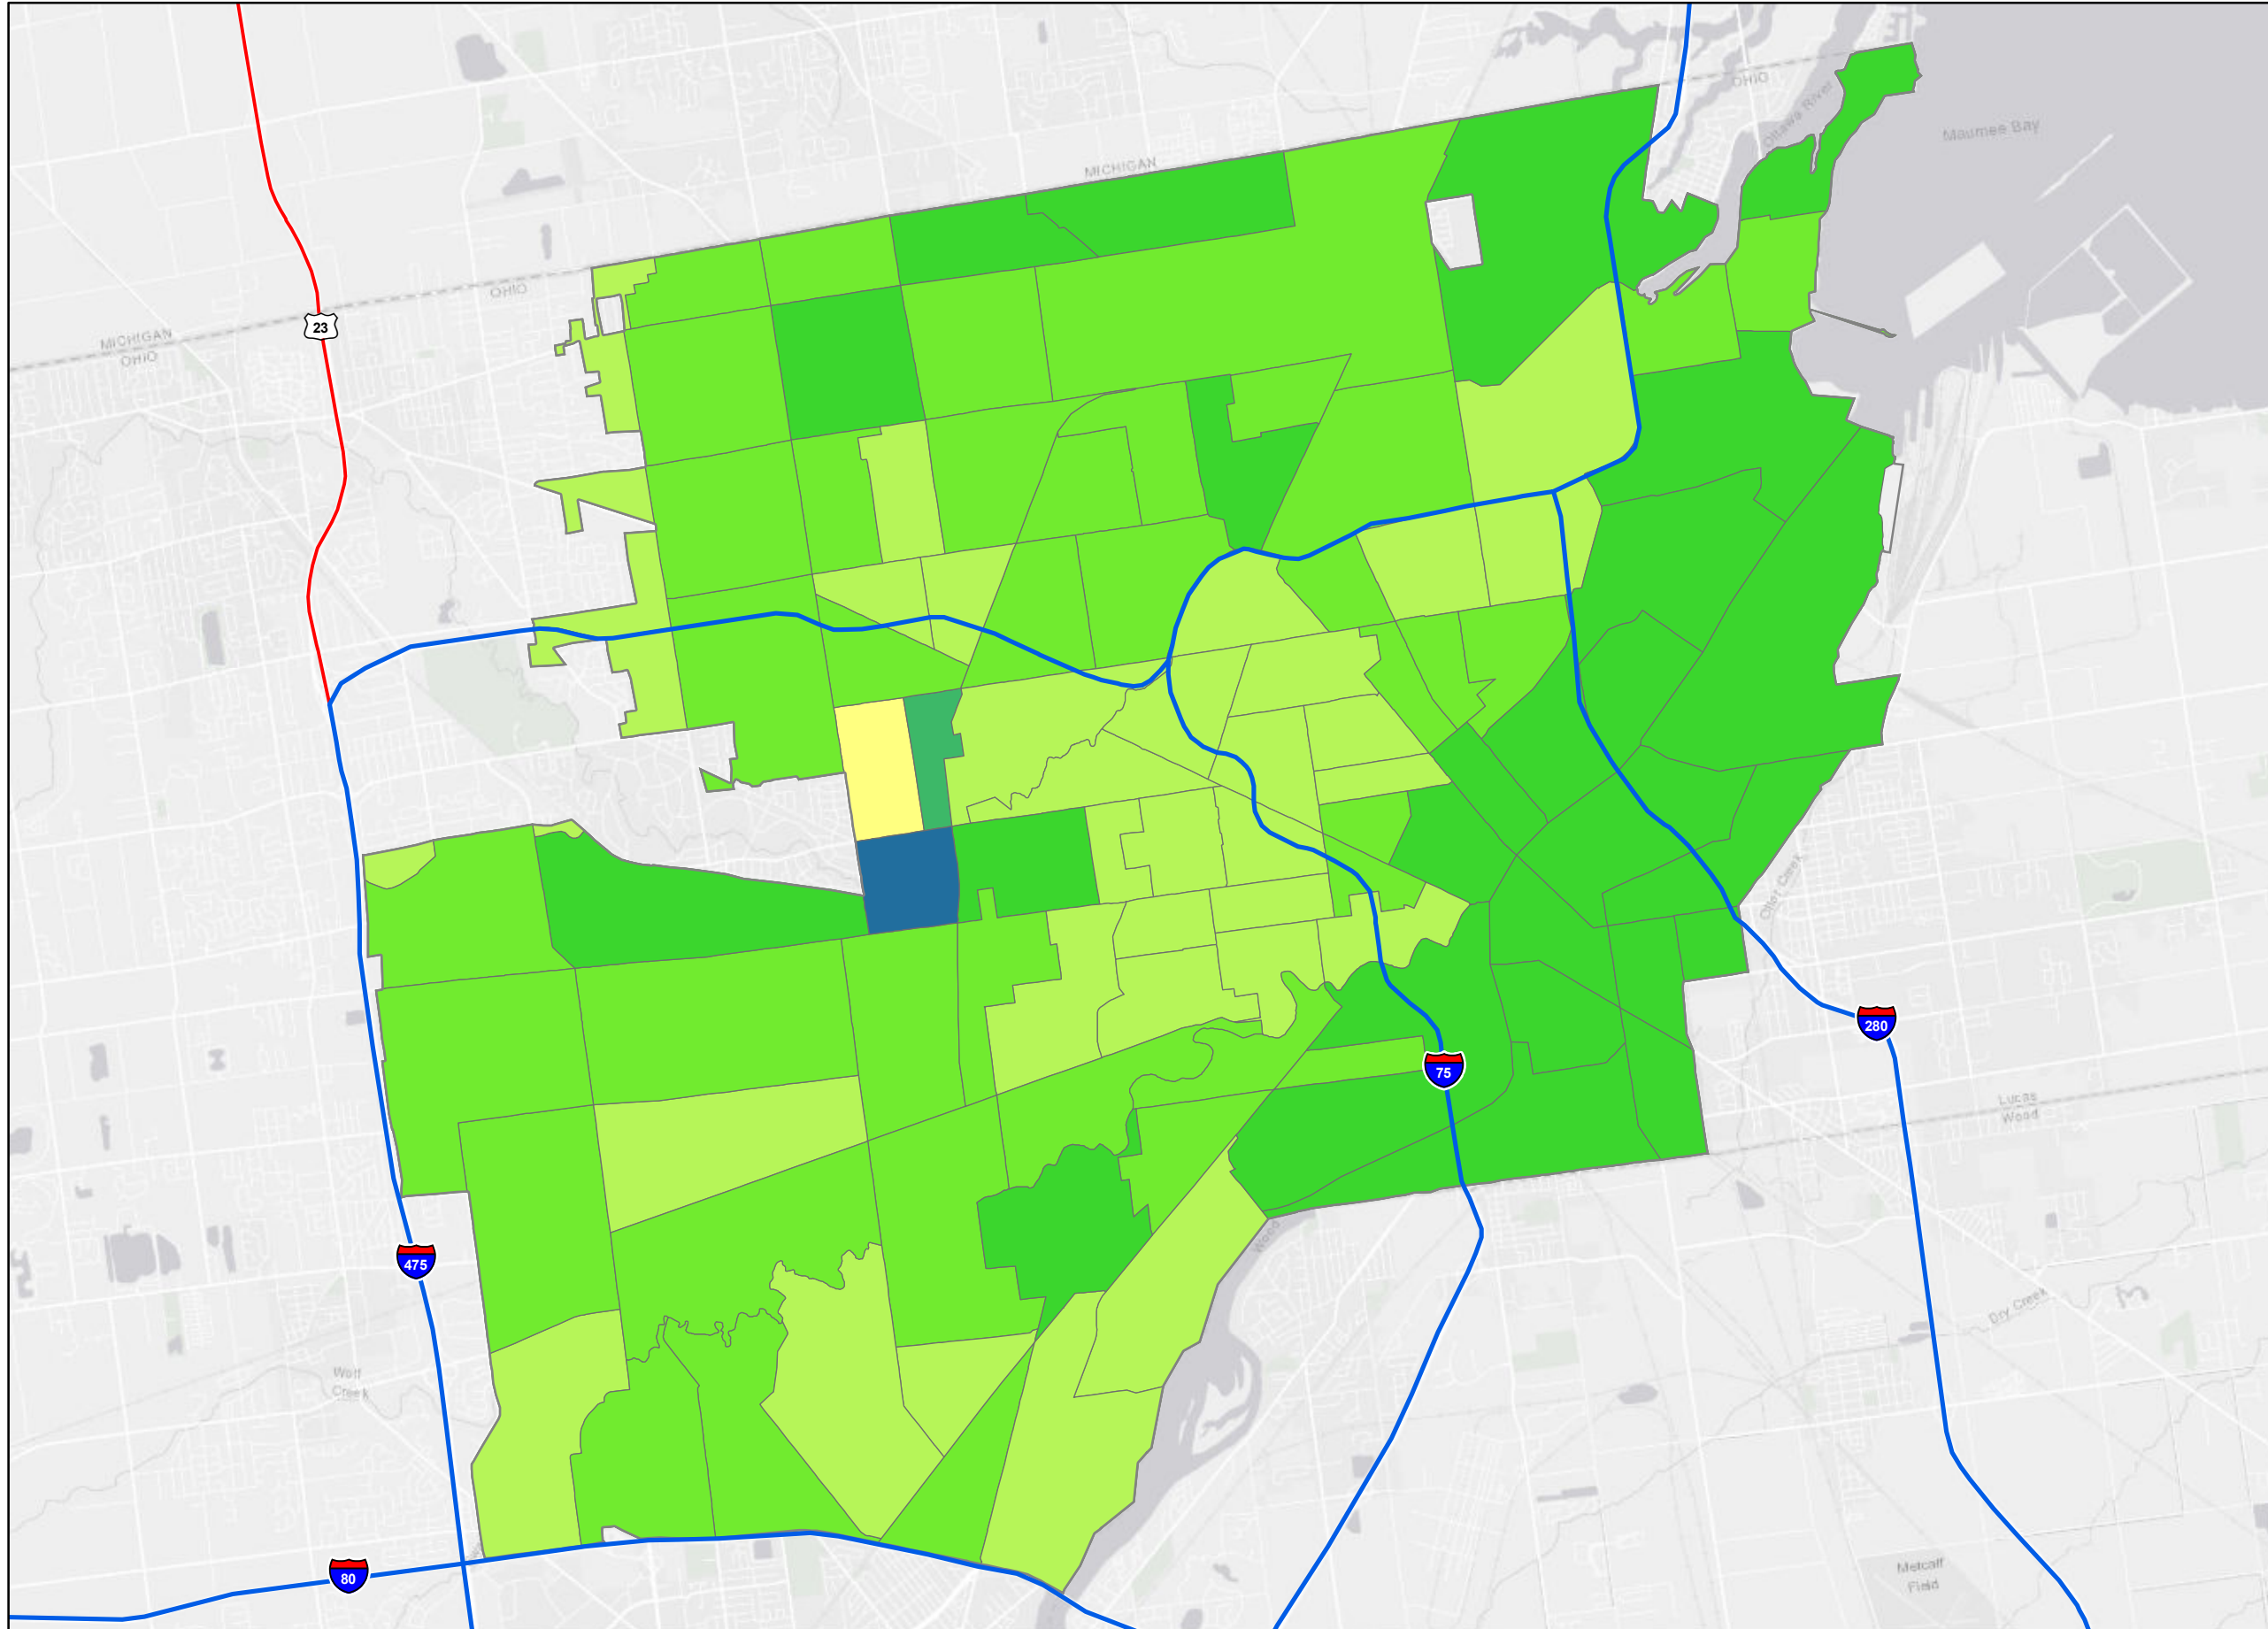 OHIO
Ottawa River
Maumee Bay
MICHIGAN
OHIO
23
MICHIGAN
OHIO
Otter Creek
280
75
Lucas
Wood
475
Wood
Dry Creek
Wolf
Creek
80
Metcalf
Field